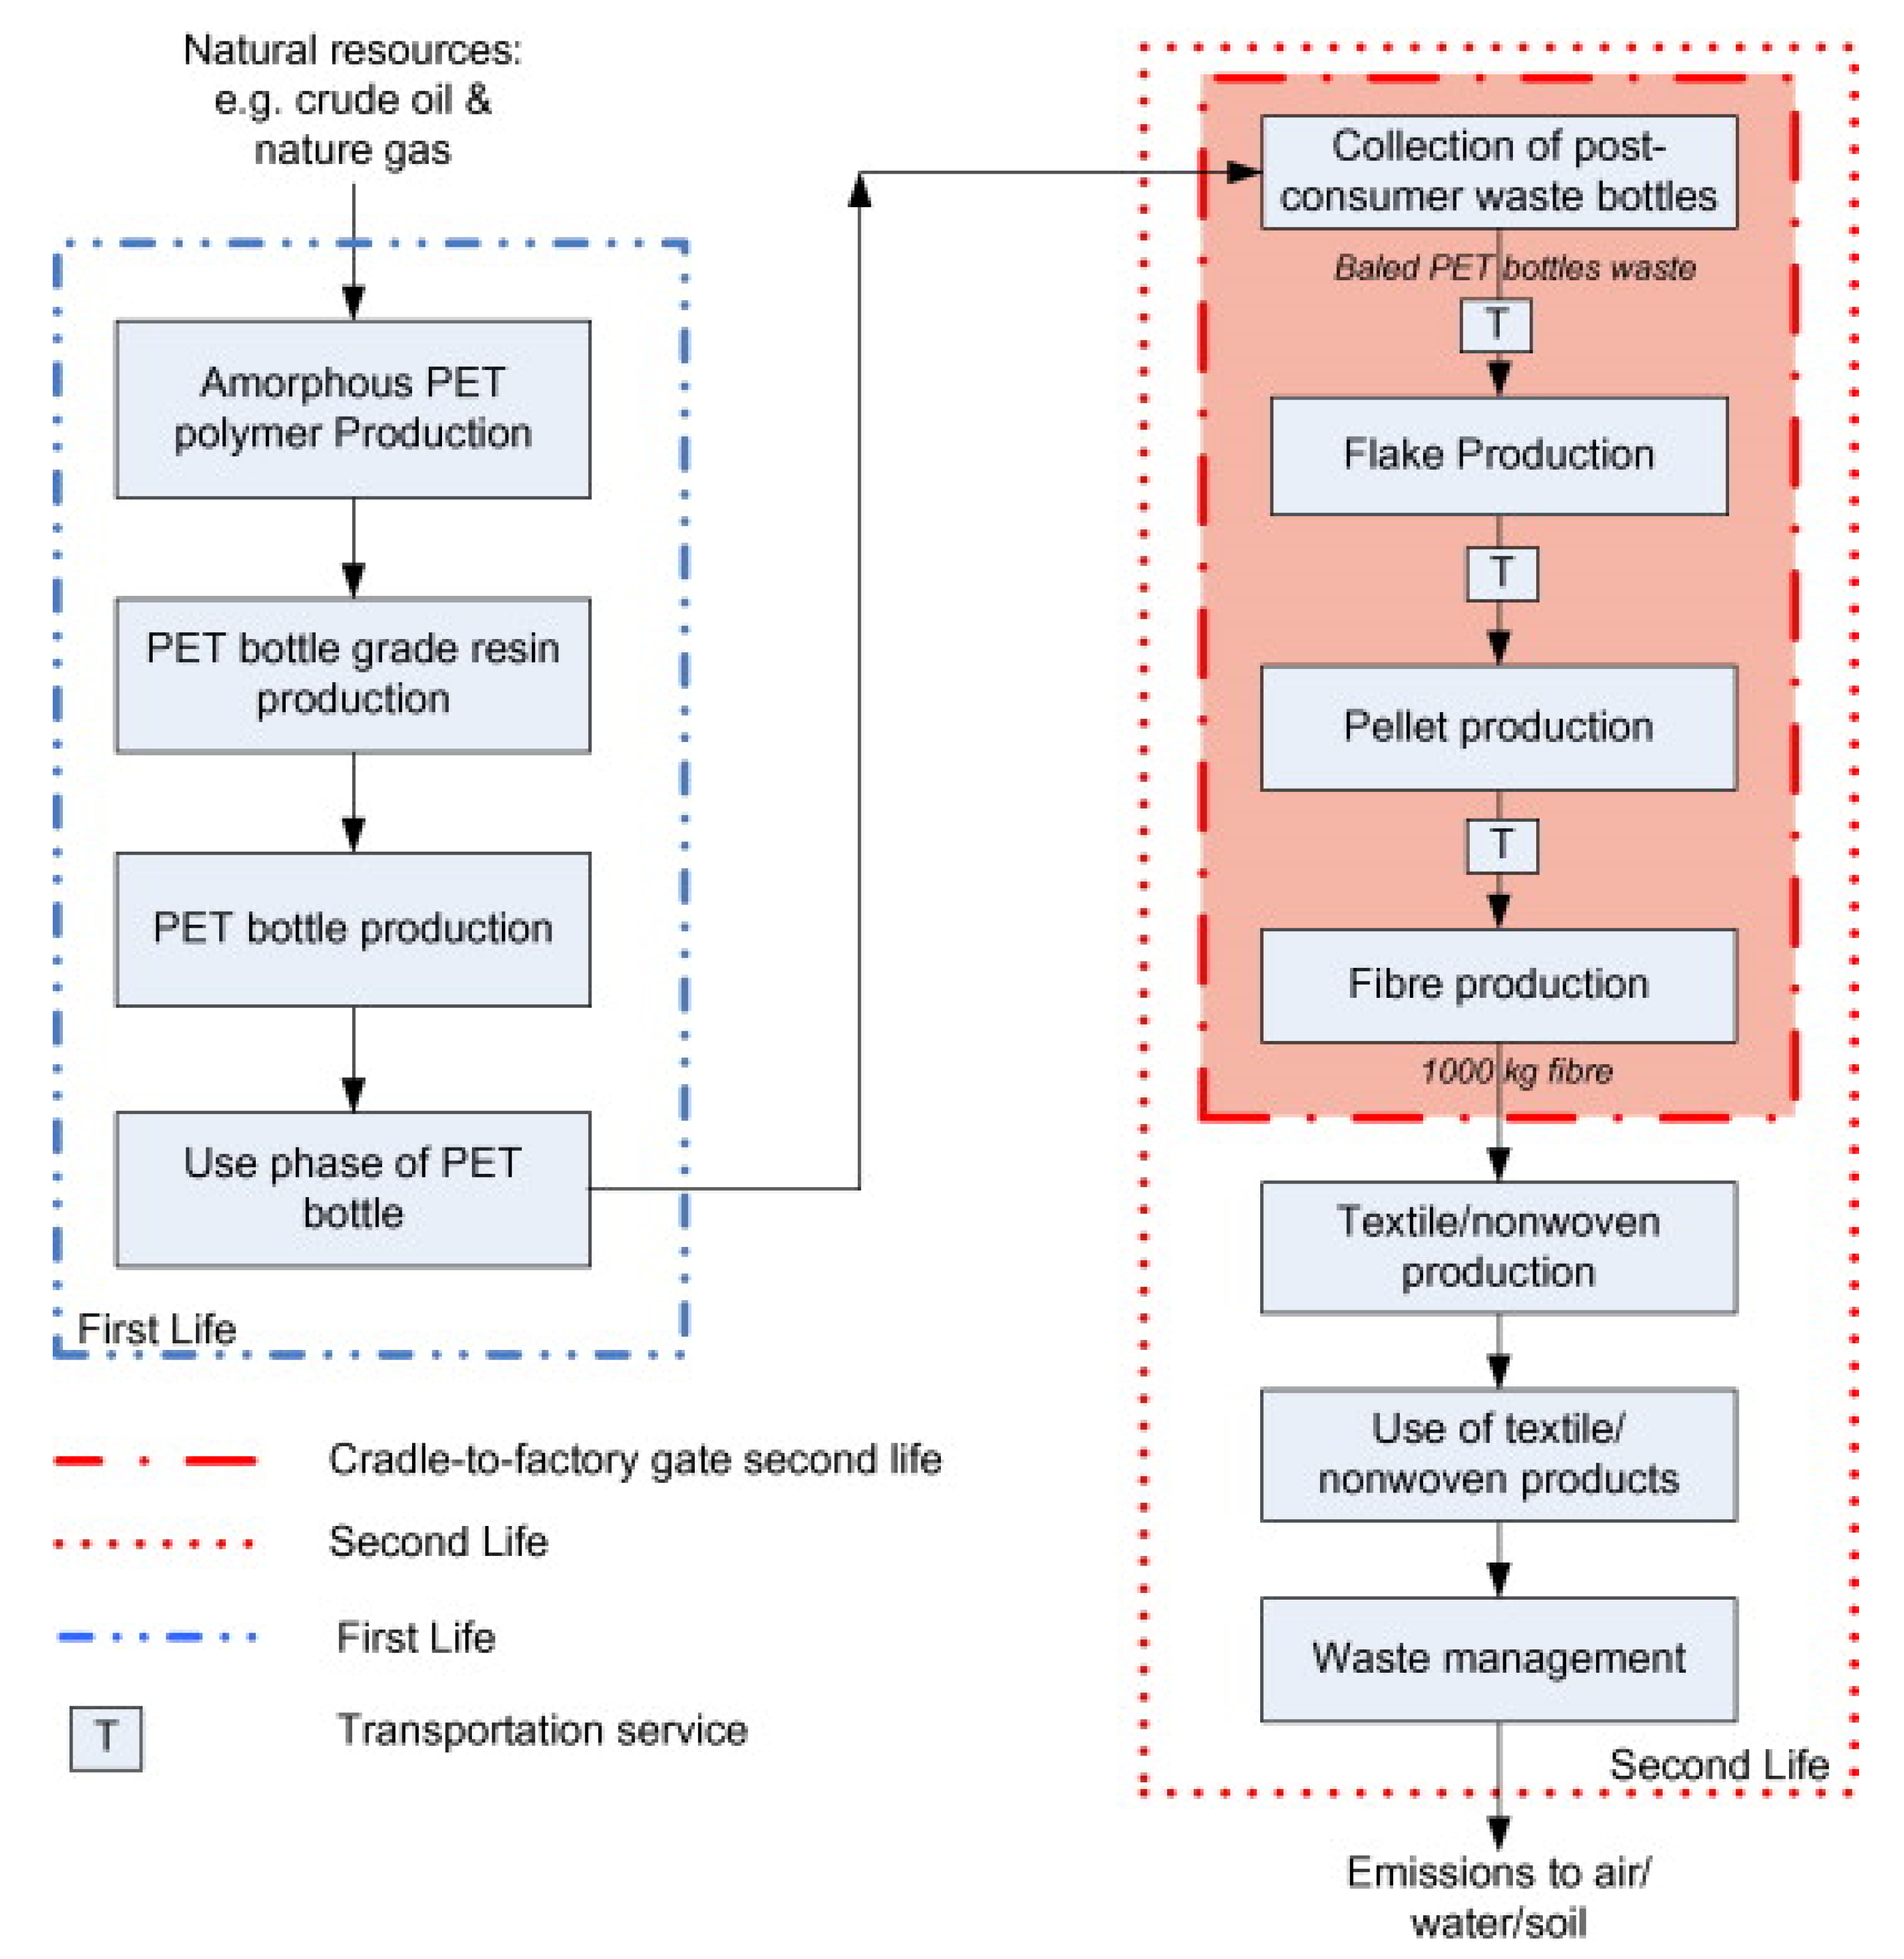 Natural resources:
e.g. crude oil &
nature gas
Amorphous PET
polymer Production
PET bottle grade resin
production
PET bottle production
Use phase of PET
bottle
First Life
Collection of post-
consumer waste bottles
Baled PET bottles waste
T
Flake Production
T
Pellet production
T
Fibre production
1000 kg fibre
Textile/nonwoven
production
Use of textile/
nonwoven products
Waste management
Second Life
Emissions to air/
water/soil
Cradle-to-factory gate second life
Second Life
First Life
T
Transportation service